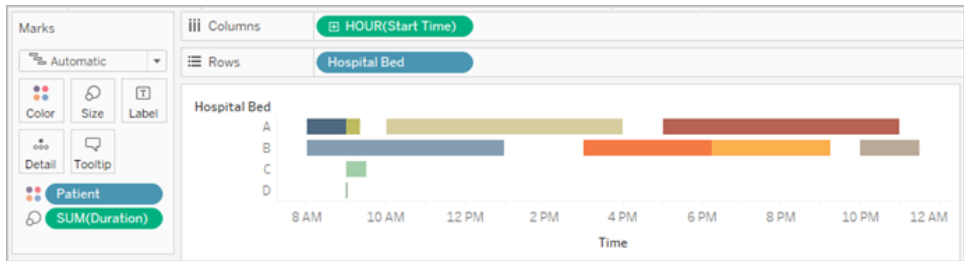 Marks
Automatic
Color Size Label
Detail Tooltip
Patient
SUM(Duration)
Columns HOUR(Start Time)
Rows Hospital Bed
Hospital Bed
A
B
C
D
8 AM 10 AM 12 PM 2 PM 4 PM 6 PM 8 PM 10 PM 12 AM
Time